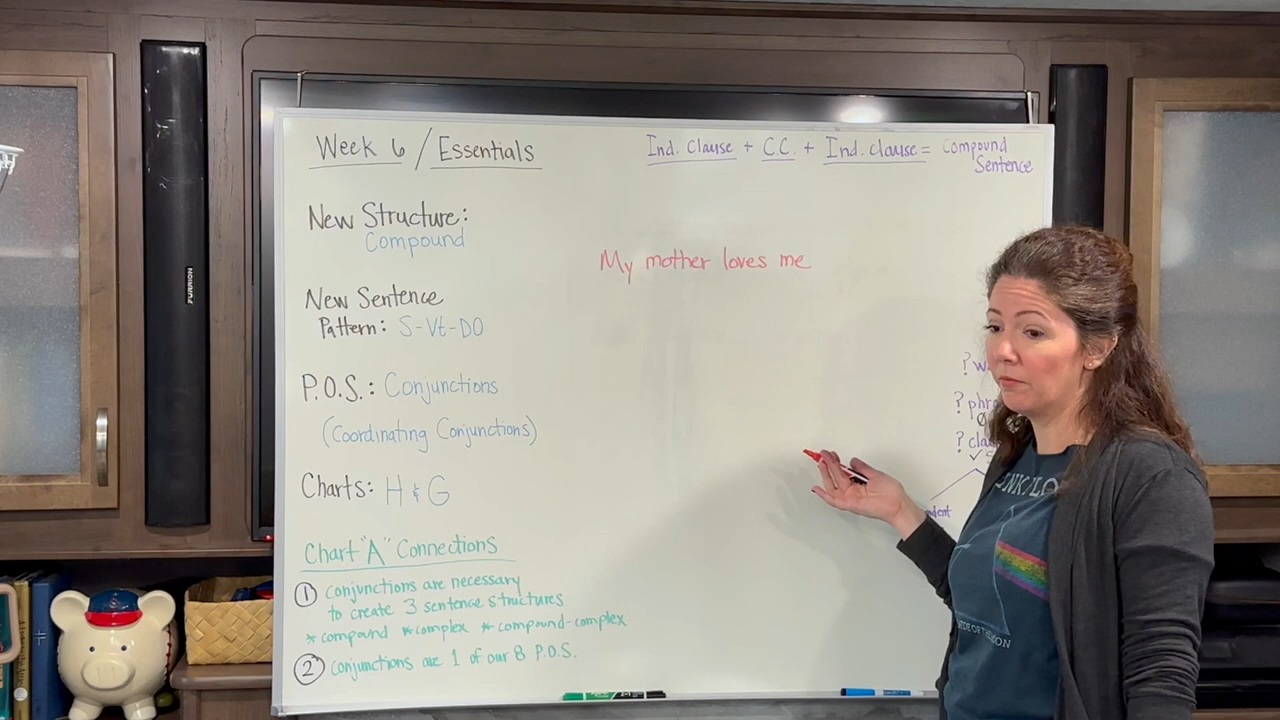 Week 6 / Essentials
Ind. Clause + CC. + Ind. clause = Compound
Sentence
New Structure:
Compound
My mother loves me
New Sentence
Pattern: S-Vt-DO
P.O.S.: Conjunctions
(Coordinating Conjunctions)
Charts: H & G
Chart "A" Connections
① conjunctions are necessary
to create 3 sentence structures
* compound * complex * compound-complex
② conjunctions are 1 of our 8 P.O.S.
FURRION